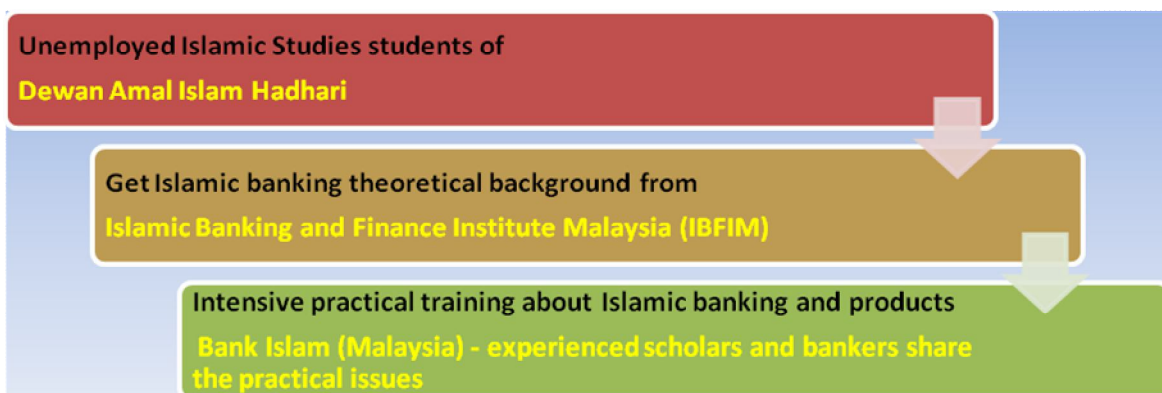 Unemployed Islamic Studies students of
Dewan Amal Islam Hadhari
Get Islamic banking theoretical background from
Islamic Banking and Finance Institute Malaysia (IBFIM)
Intensive practical training about Islamic banking and products
Bank Islam (Malaysia) - experienced scholars and bankers share
the practical issues